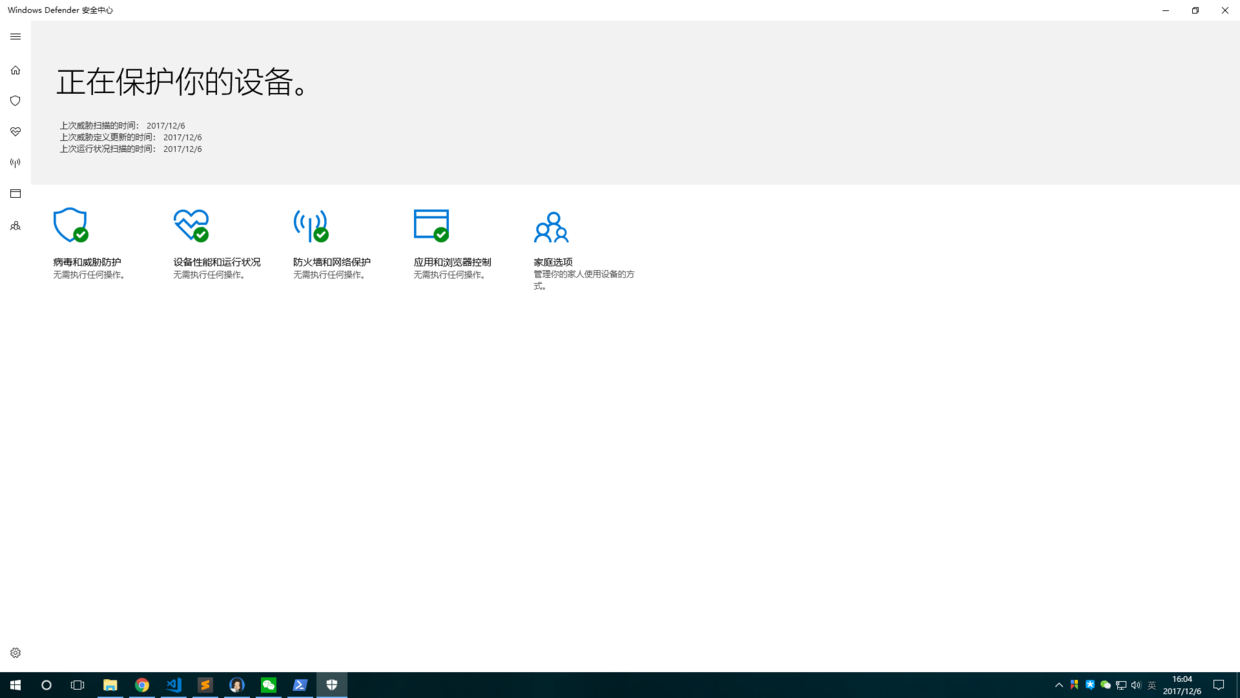 Windows Defender 安全中心
正在保护你的设备。
上次威胁扫描的时间： 2017/12/6
上次威胁定义更新的时间： 2017/12/6
上次运行状况扫描的时间： 2017/12/6
病毒和威胁防护
无需执行任何操作。
设备性能和运行状况
无需执行任何操作。
防火墙和网络保护
无需执行任何操作。
应用和浏览器控制
无需执行任何操作。
家庭选项
管理你的家人使用设备的方
式。
英
16:04
2017/12/6